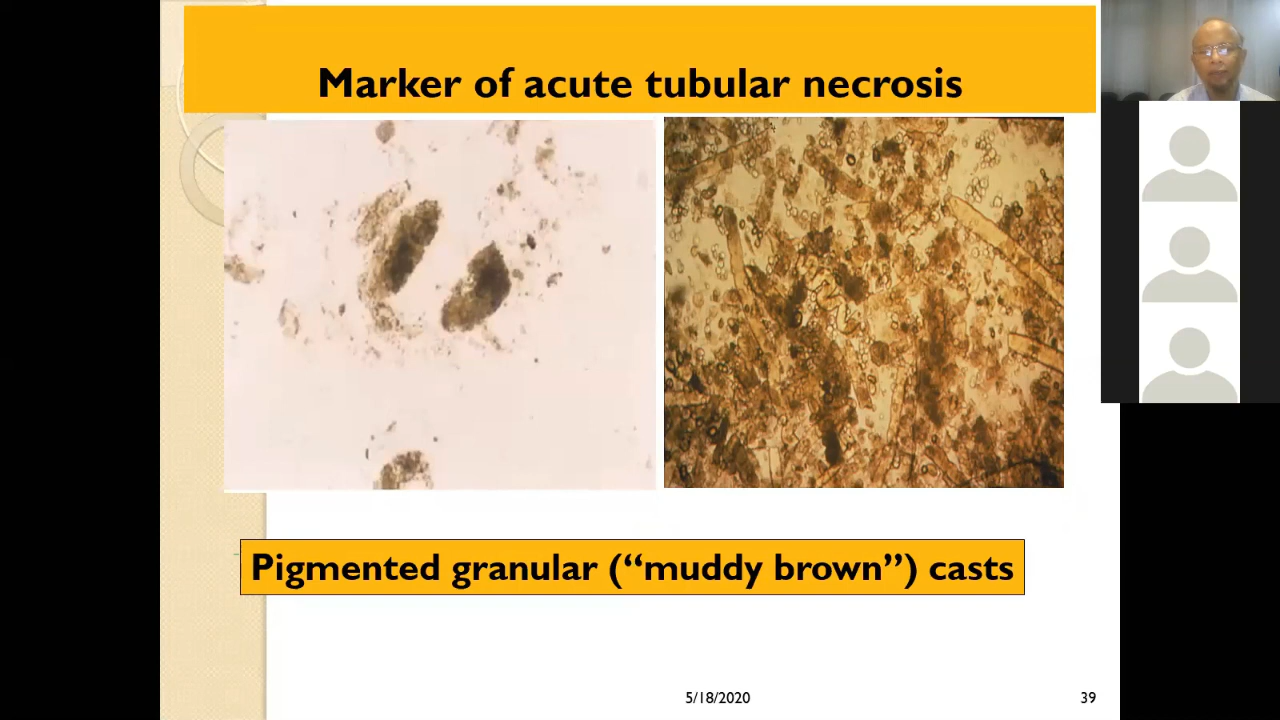 Marker of acute tubular necrosis
Pigmented granular (“muddy brown”) casts
5/18/2020
39